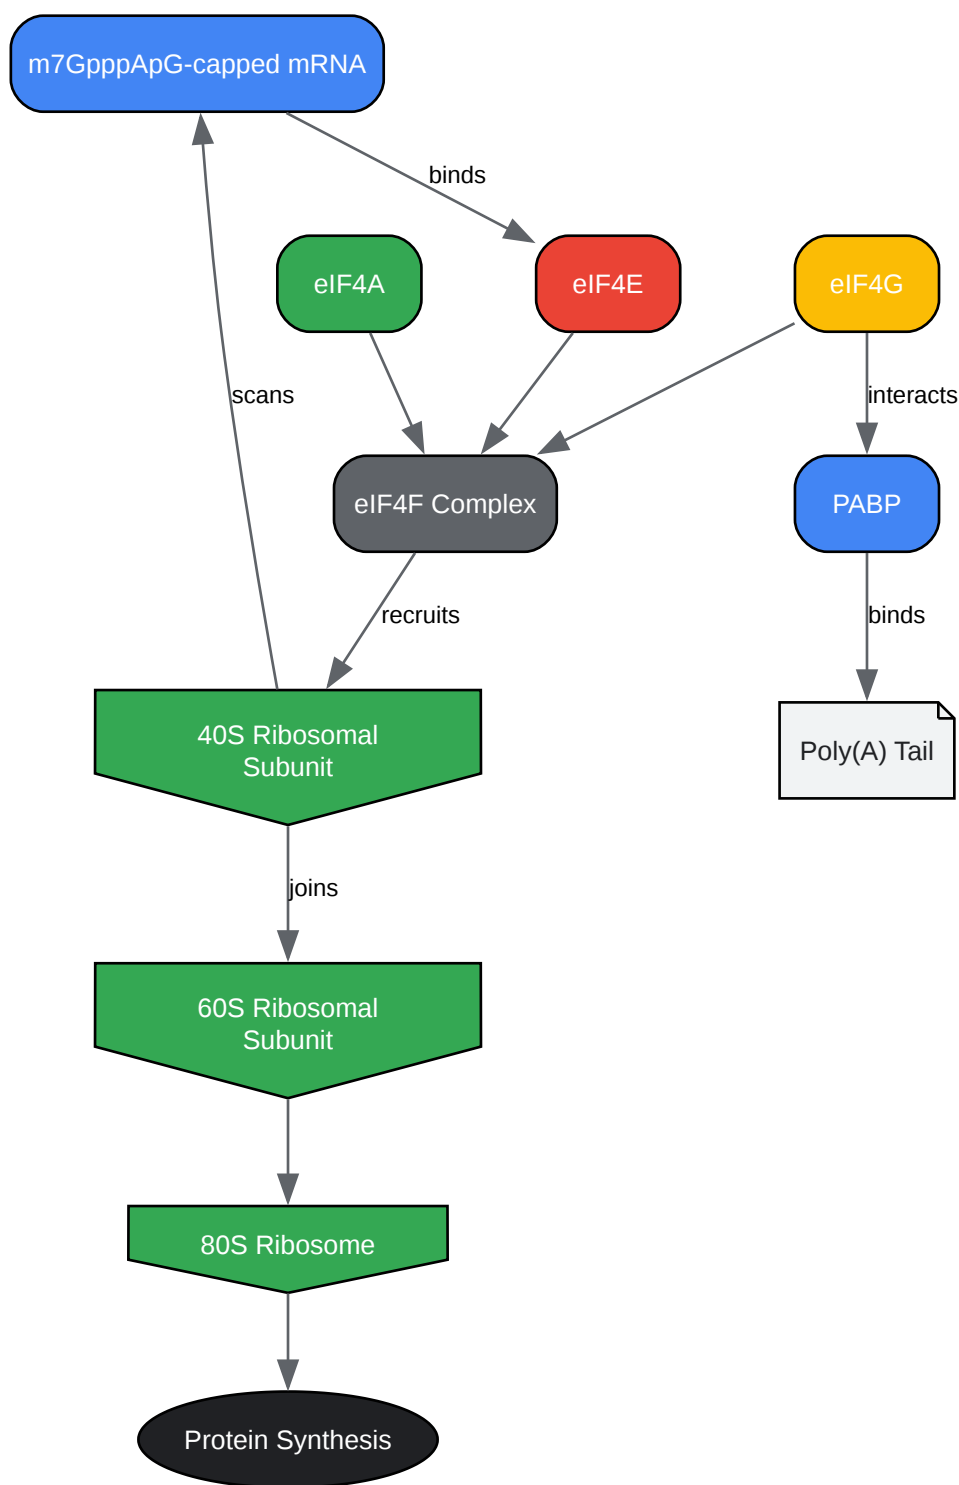 m7GpppApG-capped mRNA
binds
eIF4A
eIF4E
eIF4G
scans
interacts
eIF4F Complex
PABP
recruits
binds
40S Ribosomal
Subunit
Poly(A) Tail
joins
60S Ribosomal
Subunit
80S Ribosome
Protein Synthesis